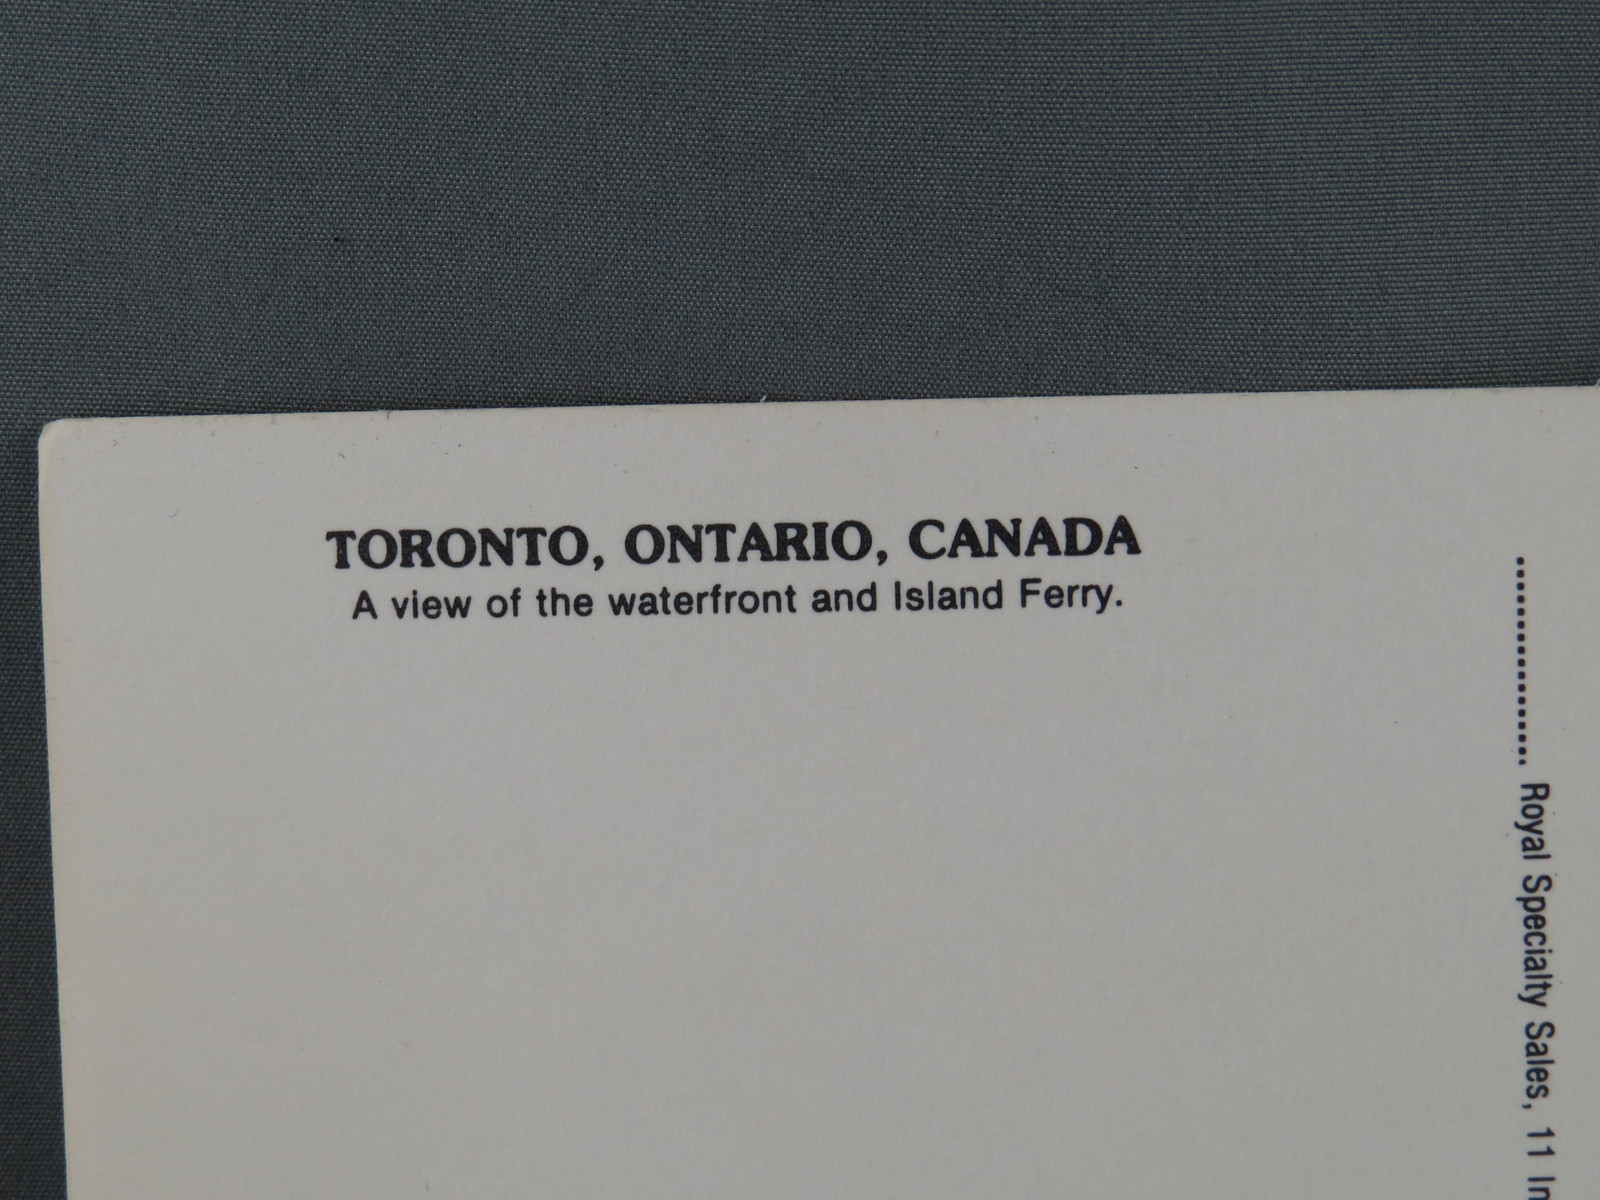 TORONTO, ONTARIO, CANADA
A view of the waterfront and Island Ferry.
................ Royal Specialty Sales, 11